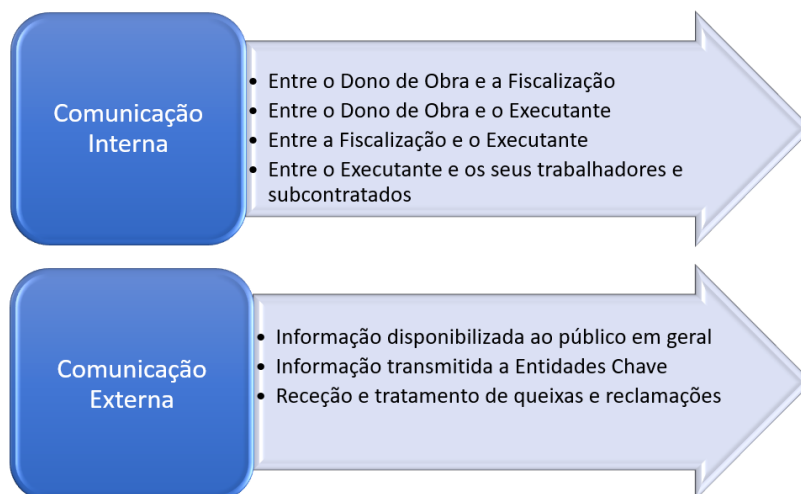 Comunicação
Interna
• Entre o Dono de Obra e a Fiscalização
• Entre o Dono de Obra e o Executante
• Entre a Fiscalização e o Executante
• Entre o Executante e os seus trabalhadores e
subcontratados
Comunicação
Externa
• Informação disponibilizada ao público em geral
• Informação transmitida a Entidades Chave
• Receção e tratamento de queixas e reclamações